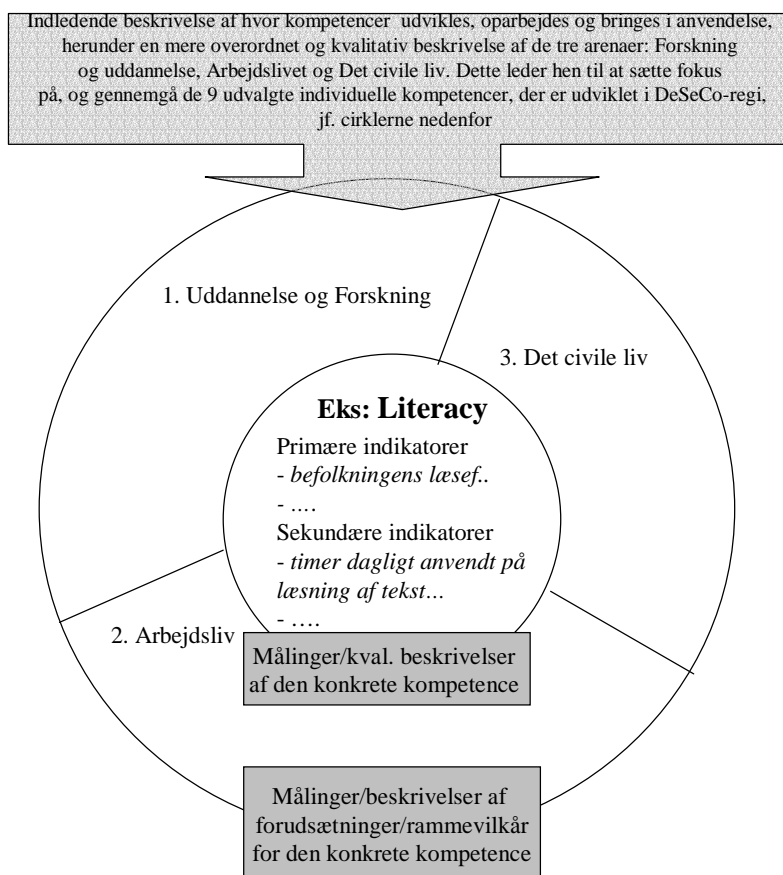 Indledende beskrivelse af hvor kompetencer udvikles, oparbejdes og bringes i anvendelse,
herunder en mere overordnet og kvalitativ beskrivelse af de tre arenaer: Forskning
og uddannelse, Arbejdslivet og Det civile liv. Dette leder hen til at sætte fokus
på, og gennemgå de 9 udvalgte individuelle kompetencer, der er udviklet i DeSeCo-regi,
jf. cirklerne nedenfor
1. Uddannelse og Forskning
3. Det civile liv
Eks: Literacy
Primære indikatorer
- befolkningens læsef..
- ….
Sekundære indikatorer
- timer dagligt anvendt på
læsning af tekst…
- ….
2. Arbejdsliv
Målinger/kval. beskrivelser
af den konkrete kompetence
Målinger/beskrivelser af
forudsætninger/rammevilkår
for den konkrete kompetence